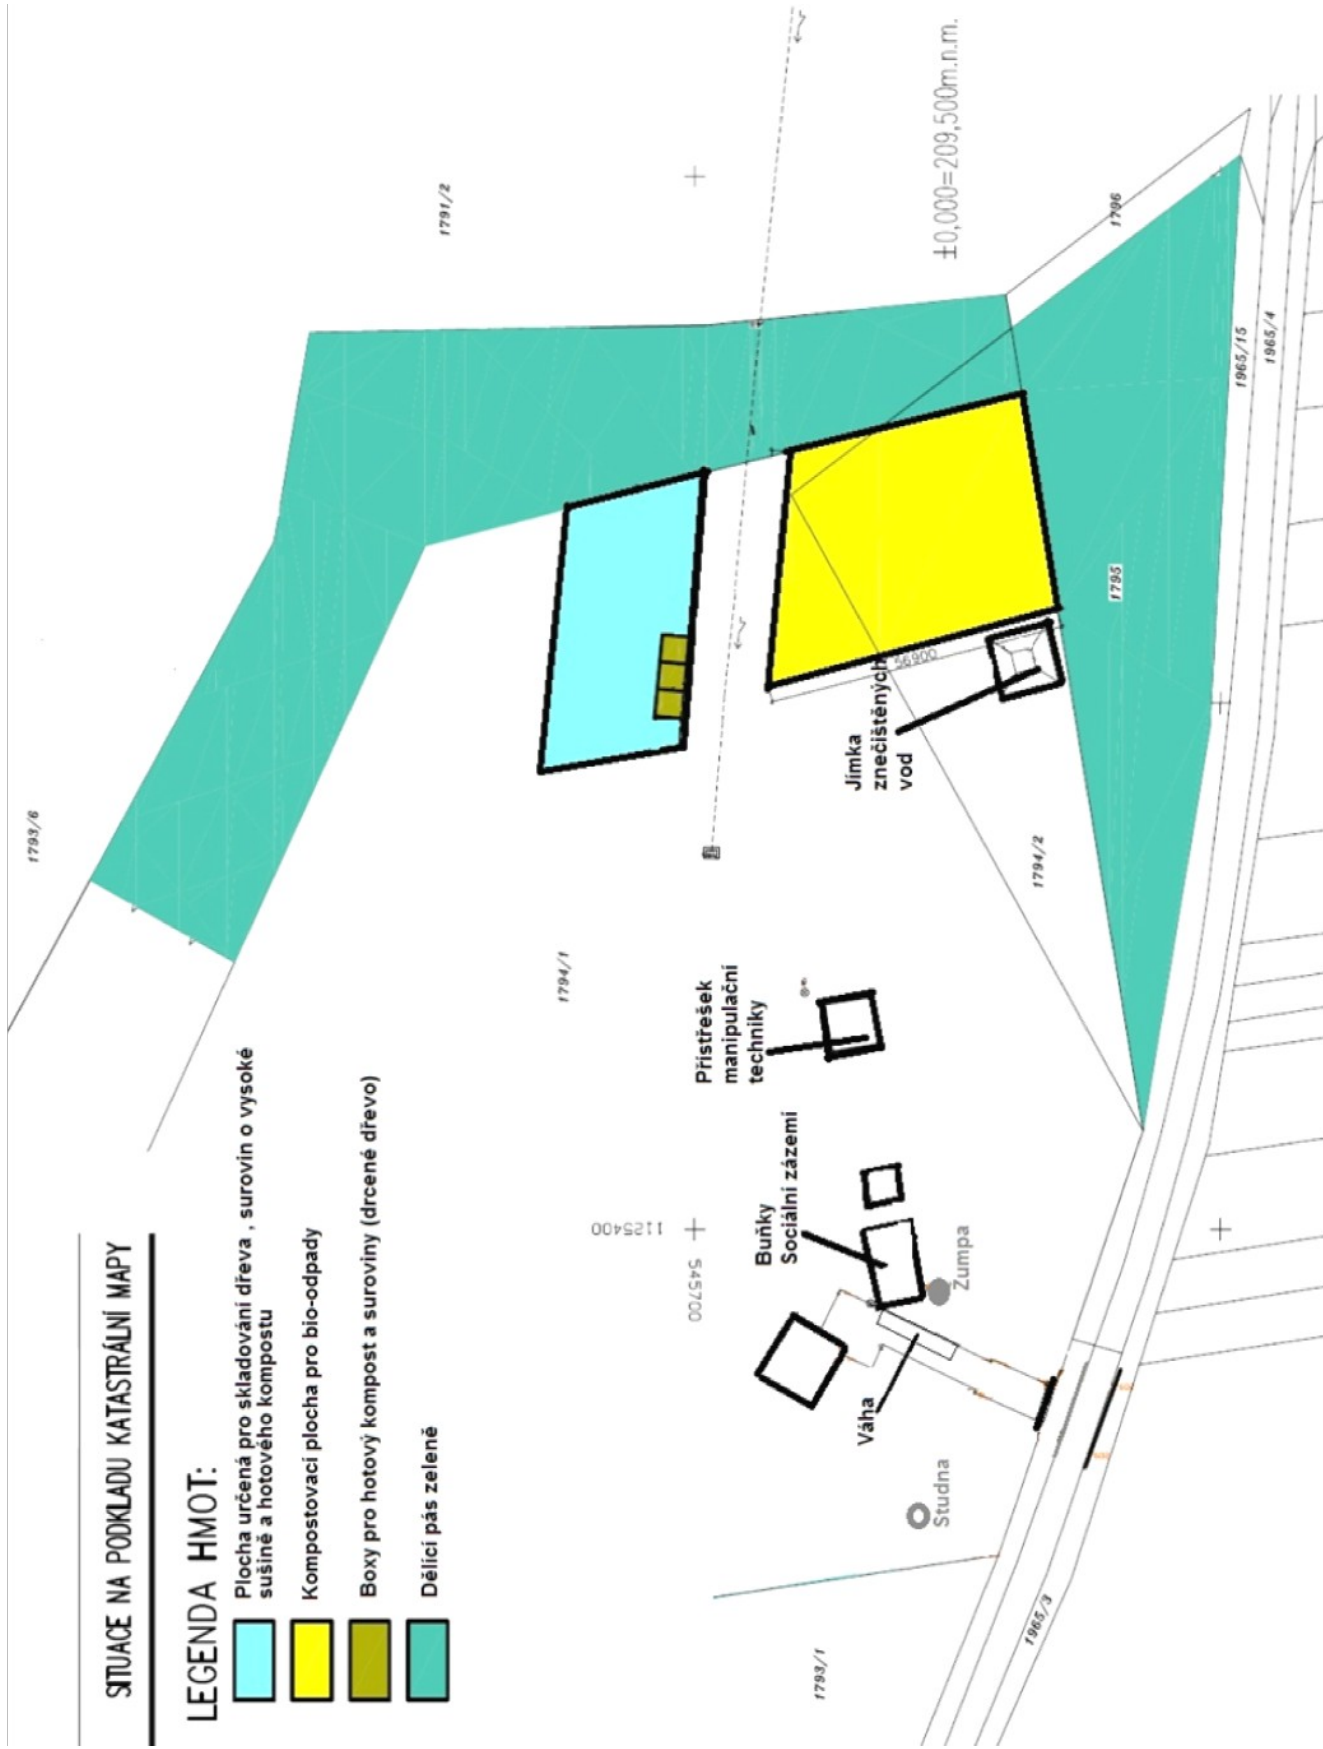 SITUACE NA PODKLADU KATASTRÁLNÍ MAPY
LEGENDA HMOT:
Plocha určená pro skladování dřeva , surovin o vysoké
sušině a hotového kompostu
Kompostovací plocha pro bio-odpady
Boxy pro hotový kompost a suroviny (drcené dřevo)
Dělící pás zeleně
1793/6
1791/2
1794/1
±0,000=209,500m.n.m.
1796
1965/15
1965/4
1795
56900
Jímka
znečištěných
vod
1794/2
Přístřešek
manipulační
techniky
Buňky
Sociální zázemí
1125400
545700
Zumpa
Váha
Studna
1793/1
1965/3